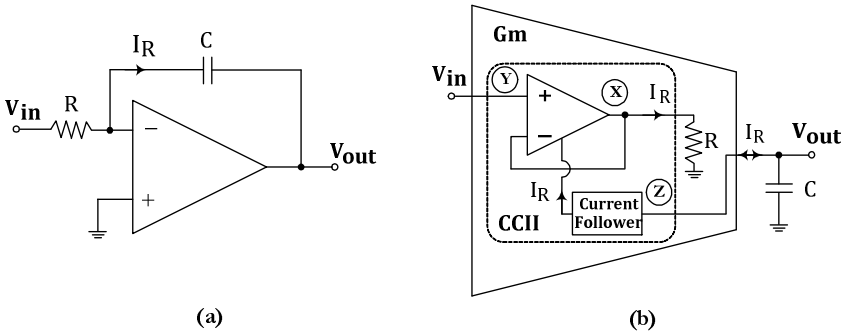 I_R C
V_in R
−
V_out
+
(a)
Gm
V_in Y X I_R
+
−
R
I_R V_out
I_R Z C
Current
Follower
CCII
(b)